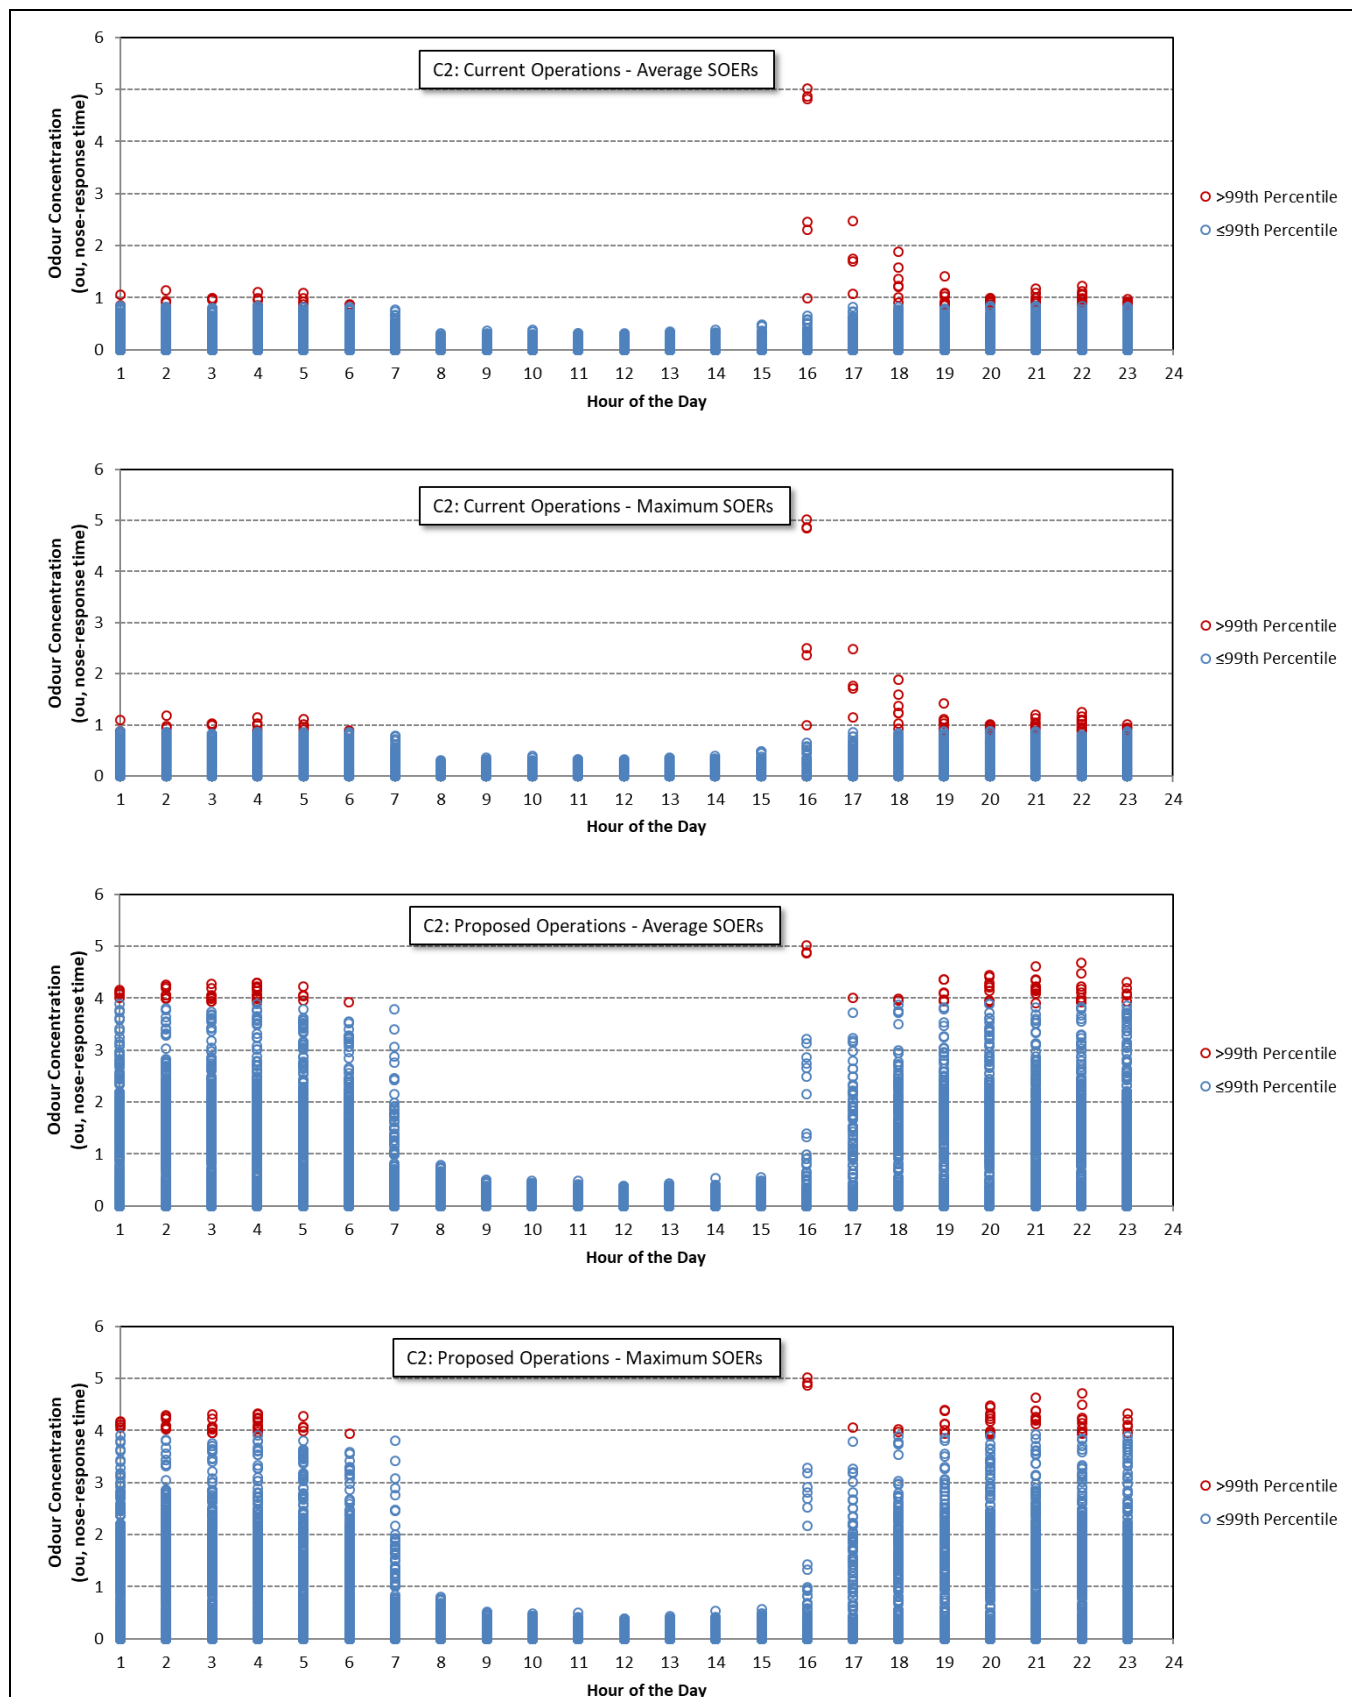 C2: Current Operations - Average SOERs
Odour Concentration
(ou, nose-response time)
6
5
4
3
2
1
0
1 2 3 4 5 6 7 8 9 10 11 12 13 14 15 16 17 18 19 20 21 22 23 24
Hour of the Day
>99th Percentile
≤99th Percentile
C2: Current Operations - Maximum SOERs
Odour Concentration
(ou, nose-response time)
6
5
4
3
2
1
0
1 2 3 4 5 6 7 8 9 10 11 12 13 14 15 16 17 18 19 20 21 22 23 24
Hour of the Day
>99th Percentile
≤99th Percentile
C2: Proposed Operations - Average SOERs
Odour Concentration
(ou, nose-response time)
6
5
4
3
2
1
0
1 2 3 4 5 6 7 8 9 10 11 12 13 14 15 16 17 18 19 20 21 22 23 24
Hour of the Day
>99th Percentile
≤99th Percentile
C2: Proposed Operations - Maximum SOERs
Odour Concentration
(ou, nose-response time)
6
5
4
3
2
1
0
1 2 3 4 5 6 7 8 9 10 11 12 13 14 15 16 17 18 19 20 21 22 23 24
Hour of the Day
>99th Percentile
≤99th Percentile